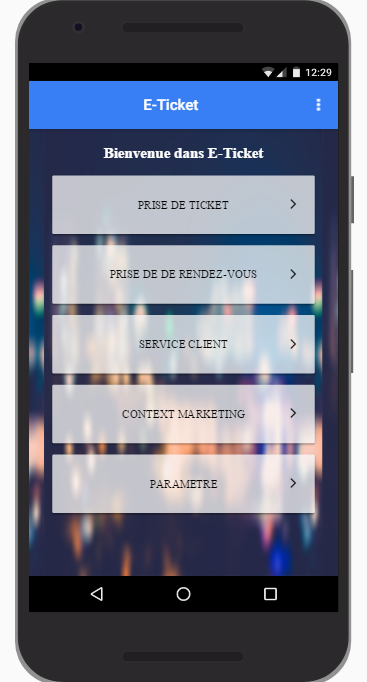 12:29
E-Ticket
Bienvenue dans E-Ticket
PRISE DE TICKET
PRISE DE DE RENDEZ-VOUS
SERVICE CLIENT
CONTEXT MARKETING
PARAMETRE